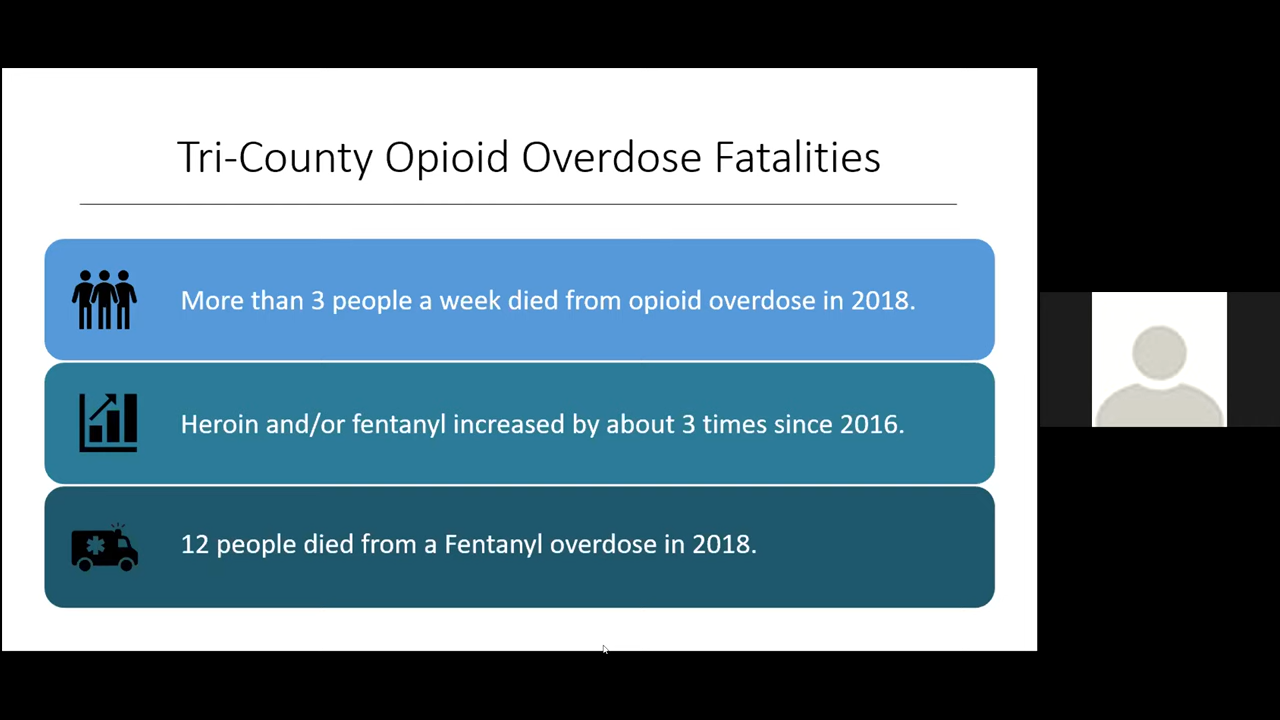 Tri-County Opioid Overdose Fatalities
More than 3 people a week died from opioid overdose in 2018.
Heroin and/or fentanyl increased by about 3 times since 2016.
12 people died from a Fentanyl overdose in 2018.